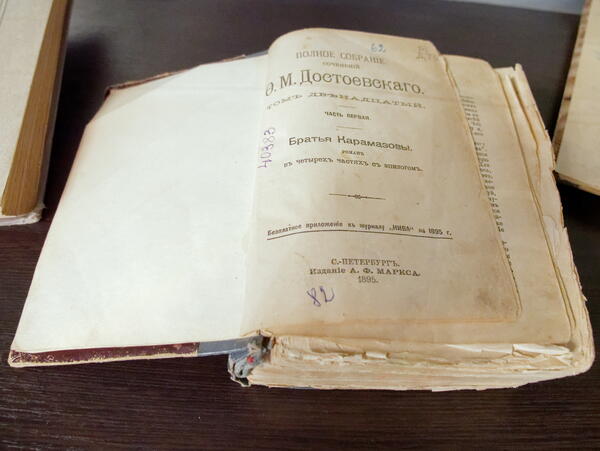 62
ПОЛНОЕ СОБРАНІЕ
СОЧИНЕНІЙ
Ѳ. М. Достоевскаго.
ТОМЪ ДВѢНАДЦАТЫЙ.
ЧАСТЬ ПЕРВАЯ.
Братья Карамазовы.
РОМАНЪ
въ четырехъ частяхъ съ эпилогомъ.
40383
Безплатное приложеніе къ журналу „НИВА“ на 1895 г.
С.-ПЕТЕРБУРГЪ.
Изданіе А. Ф. МАРКСА.
1895.
82